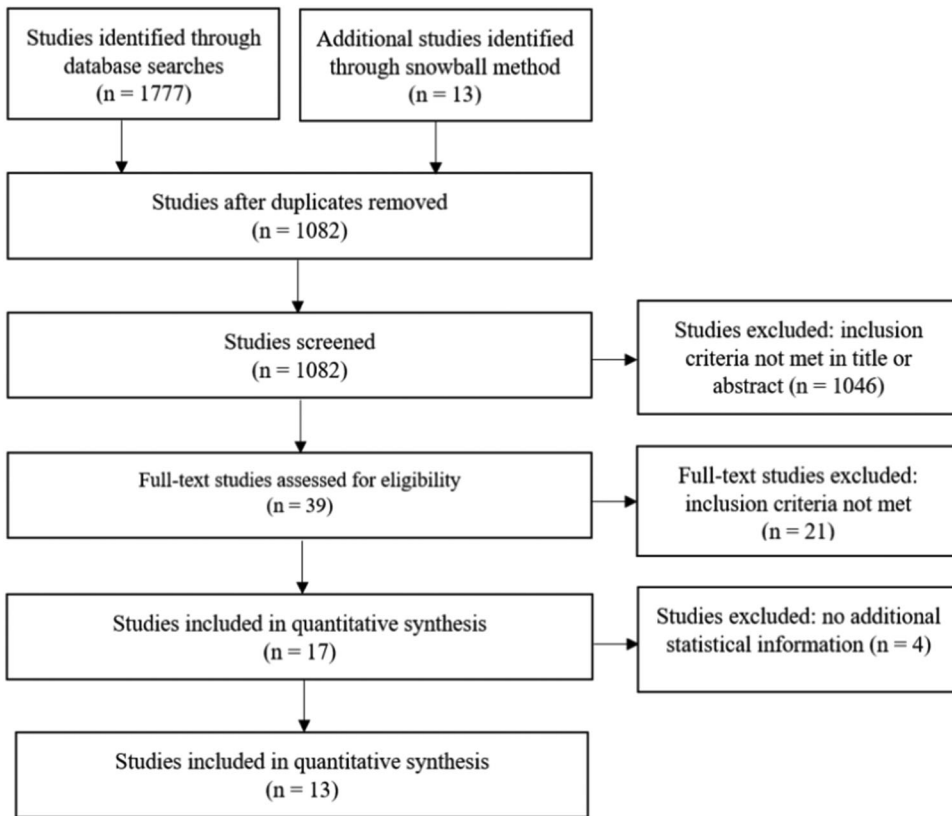 Studies identified through
database searches
(n = 1777)
Additional studies identified
through snowball method
(n = 13)
Studies after duplicates removed
(n = 1082)
Studies screened
(n = 1082)
Studies excluded: inclusion
criteria not met in title or
abstract (n = 1046)
Full-text studies assessed for eligibility
(n = 39)
Full-text studies excluded:
inclusion criteria not met
(n = 21)
Studies included in quantitative synthesis
(n = 17)
Studies excluded: no additional
statistical information (n = 4)
Studies included in quantitative synthesis
(n = 13)